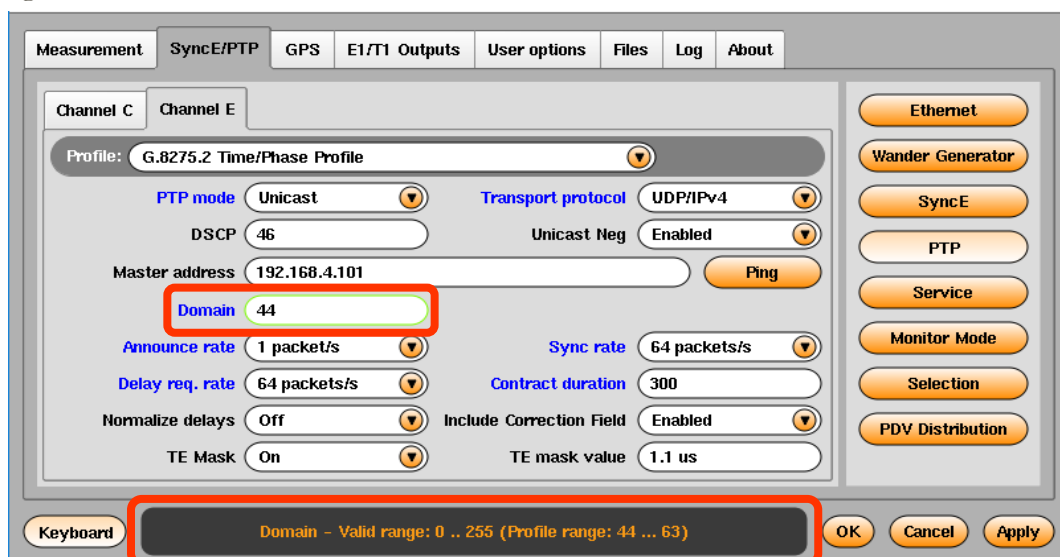 Measurement SyncE/PTP GPS E1/T1 Outputs User options Files Log About
Channel C Channel E
Profile: G.8275.2 Time/Phase Profile
PTP mode Unicast Transport protocol UDP/IPv4
DSCP 46 Unicast Neg Enabled
Master address 192.168.4.101 Ping
Domain 44
Announce rate 1 packet/s Sync rate 64 packets/s
Delay req. rate 64 packets/s Contract duration 300
Normalize delays Off Include Correction Field Enabled
TE Mask On TE mask value 1.1 us
Ethernet
Wander Generator
SyncE
PTP
Service
Monitor Mode
Selection
PDV Distribution
Keyboard Domain - Valid range: 0 .. 255 (Profile range: 44 ... 63) OK Cancel Apply